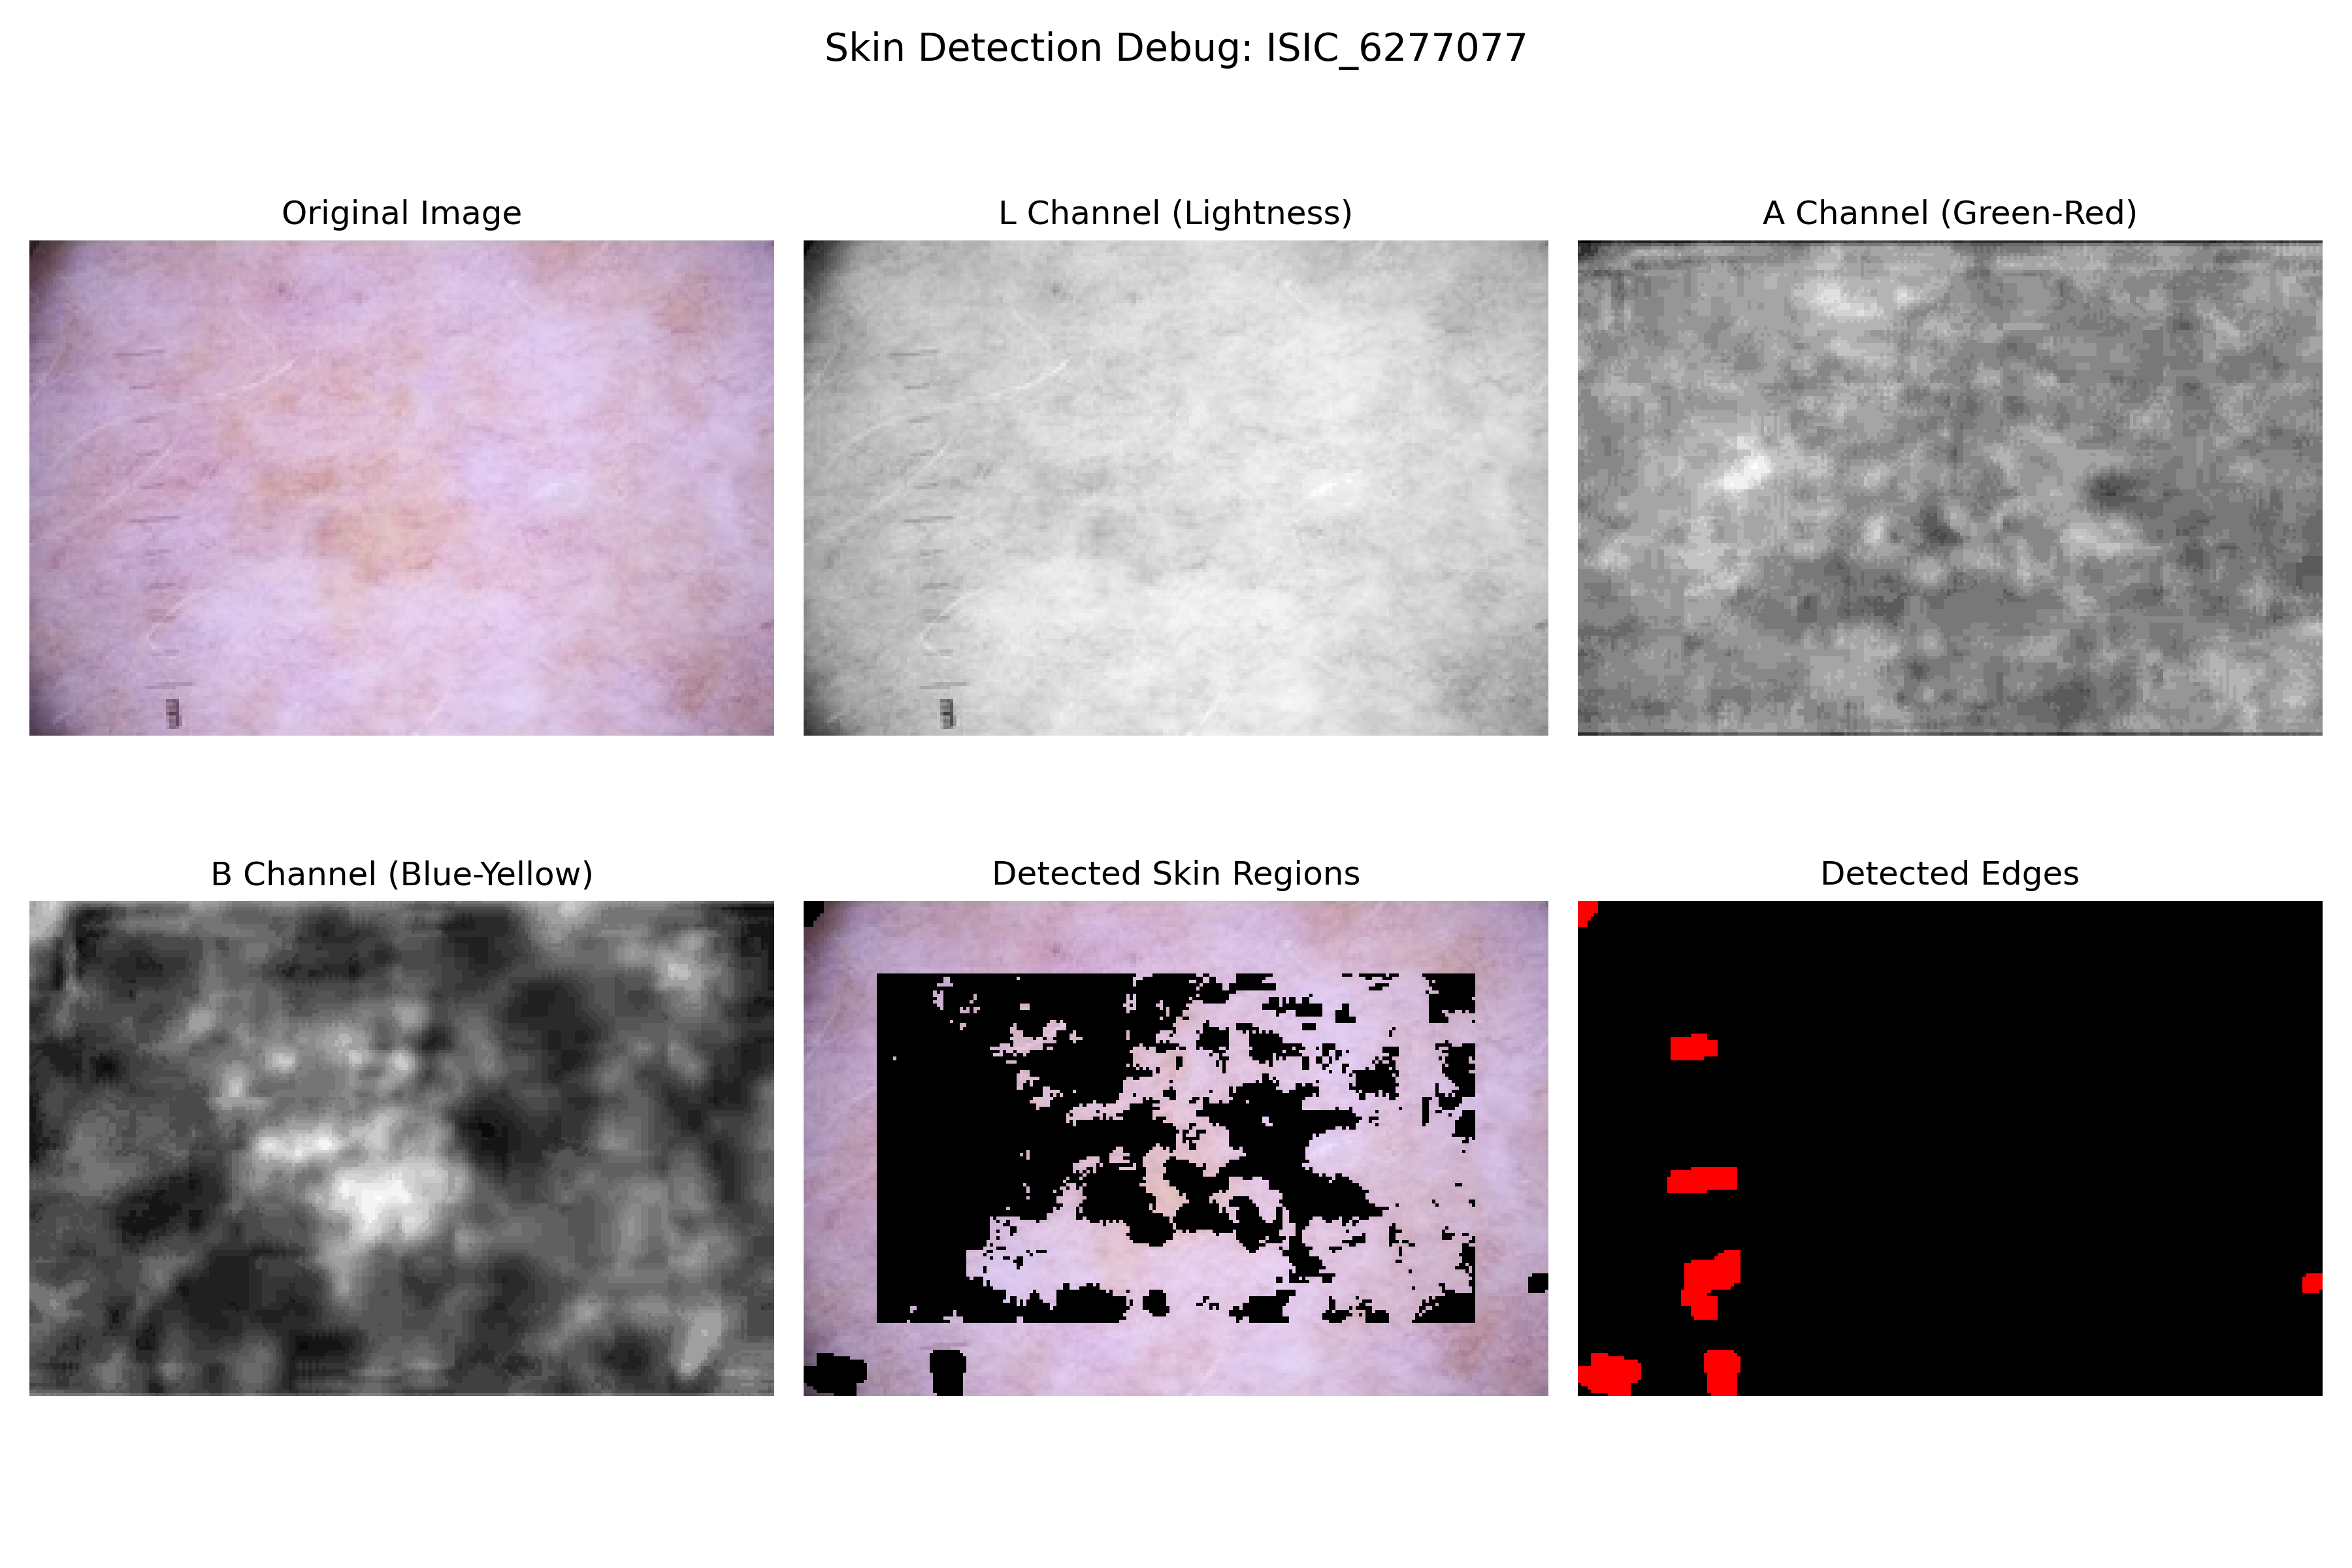 Skin Detection Debug: ISIC_6277077
Original Image
L Channel (Lightness)
A Channel (Green-Red)
B Channel (Blue-Yellow)
Detected Skin Regions
Detected Edges